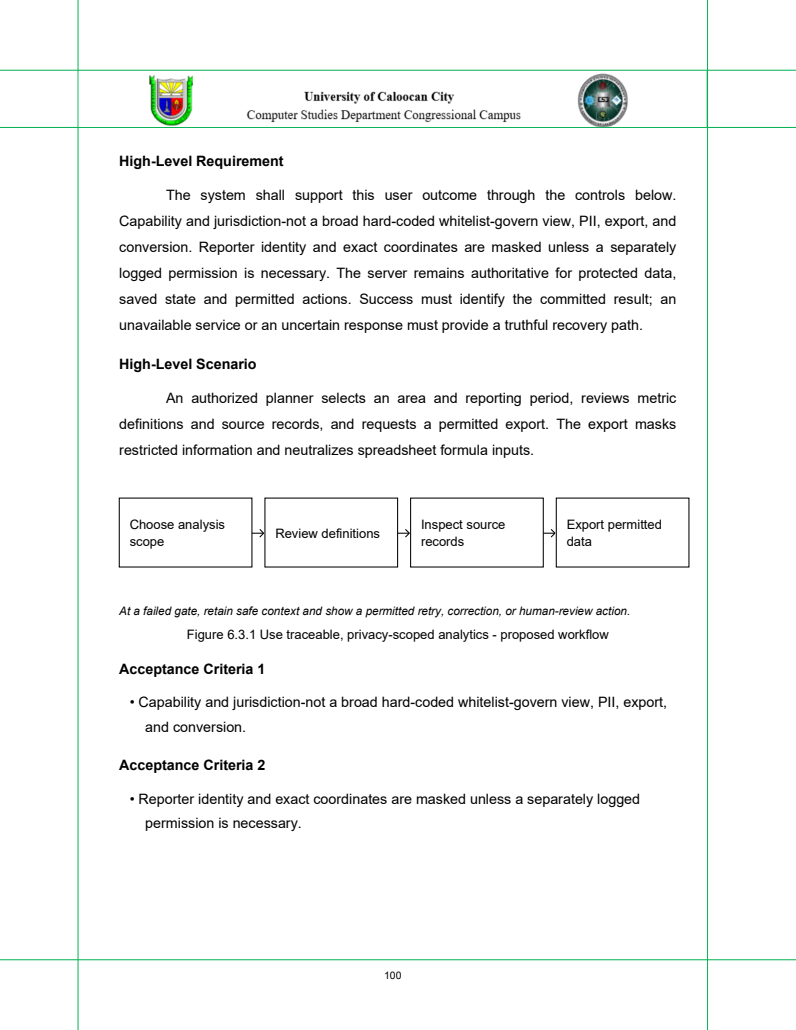 University of Caloocan City
Computer Studies Department Congressional Campus
High-Level Requirement
The system shall support this user outcome through the controls below.
Capability and jurisdiction-not a broad hard-coded whitelist-govern view, PII, export, and
conversion. Reporter identity and exact coordinates are masked unless a separately
logged permission is necessary. The server remains authoritative for protected data,
saved state and permitted actions. Success must identify the committed result; an
unavailable service or an uncertain response must provide a truthful recovery path.
High-Level Scenario
An authorized planner selects an area and reporting period, reviews metric
definitions and source records, and requests a permitted export. The export masks
restricted information and neutralizes spreadsheet formula inputs.
Choose analysis
scope
Review definitions
Inspect source
records
Export permitted
data
At a failed gate, retain safe context and show a permitted retry, correction, or human-review action.
Figure 6.3.1 Use traceable, privacy-scoped analytics - proposed workflow
Acceptance Criteria 1
• Capability and jurisdiction-not a broad hard-coded whitelist-govern view, PII, export,
and conversion.
Acceptance Criteria 2
• Reporter identity and exact coordinates are masked unless a separately logged
permission is necessary.
100